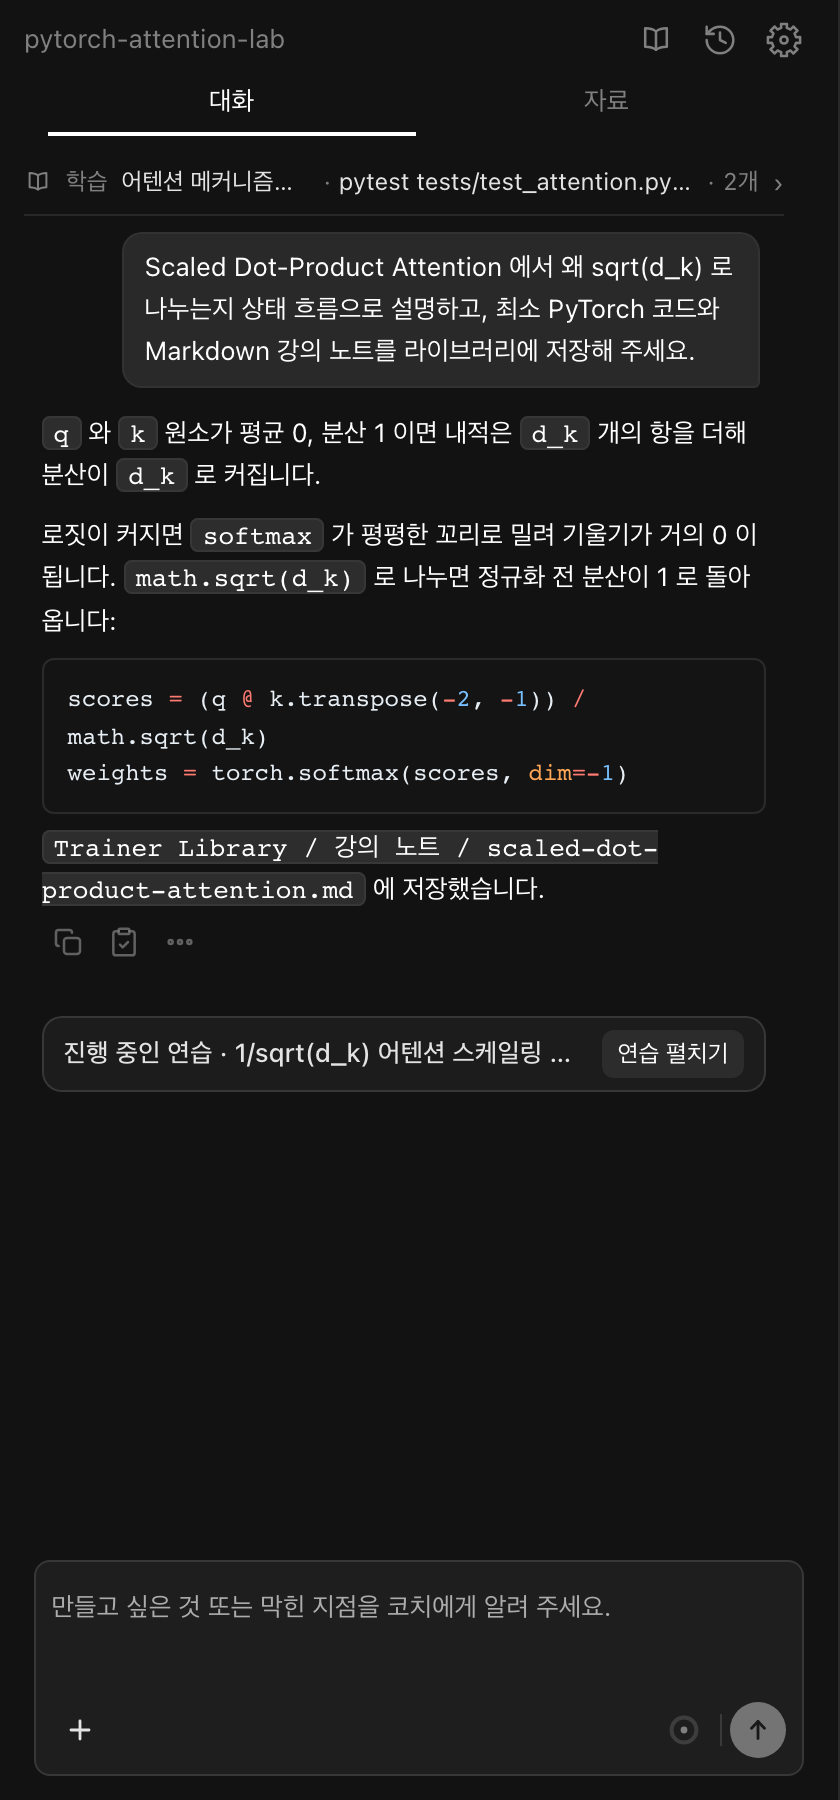 pytorch-attention-lab
대화
자료
학습 어텐션 메커니즘... · pytest tests/test_attention.py... · 2개 ›
Scaled Dot-Product Attention 에서 왜 sqrt(d_k) 로
나누는지 상태 흐름으로 설명하고, 최소 PyTorch 코드와
Markdown 강의 노트를 라이브러리에 저장해 주세요.
q 와 k 원소가 평균 0, 분산 1 이면 내적은 d_k 개의 항을 더해
분산이 d_k 로 커집니다.
로짓이 커지면 softmax 가 평평한 꼬리로 밀려 기울기가 거의 0 이
됩니다. math.sqrt(d_k) 로 나누면 정규화 전 분산이 1 로 돌아
옵니다:
scores = (q @ k.transpose(-2, -1)) /
math.sqrt(d_k)
weights = torch.softmax(scores, dim=-1)
Trainer Library / 강의 노트 / scaled-dot-
product-attention.md 에 저장했습니다.
진행 중인 연습 · 1/sqrt(d_k) 어텐션 스케일링 ...
연습 펼치기
만들고 싶은 것 또는 막힌 지점을 코치에게 알려 주세요.